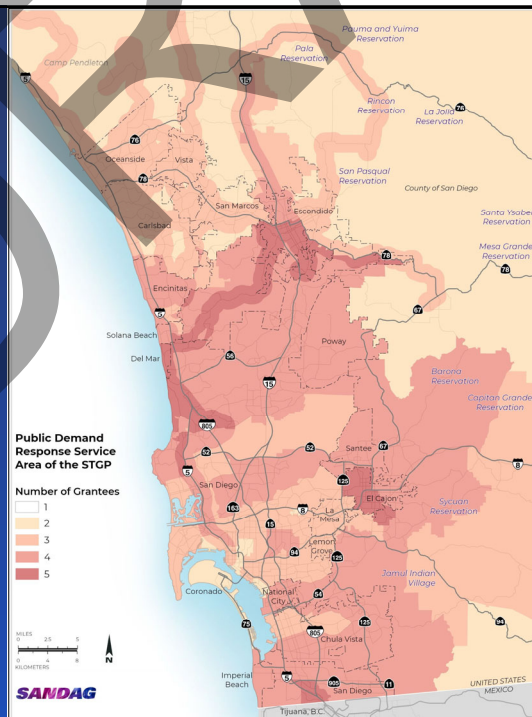 Pauma and Yuima
Reservation
Pala
Reservation
Camp Pendleton
5
15
76
Rincon
Reservation
La Jolla
Reservation
76
Oceanside
Vista
78
San Pasqual
Reservation
County of San Diego
San Marcos
Escondido
Santa Ysabel
Reservation
Carlsbad
Mesa Grande
Reservation
78
78
Encinitas
5
67
Solana Beach
Del Mar
56
Poway
15
Barona
Reservation
Capitan Grande
Reservation
805
Public Demand
Response Service
Area of the STGP
52
52
Santee
67
8
5
Number of Grantees
1
2
3
4
5
San Diego
125
El Cajon
Sycuan
Reservation
163
8
La
Mesa
15
94
Lemon
Grove
125
Jamul Indian
Village
Coronado
National
City
54
75
805
125
94
Chula Vista
MILES
0 2.5 5
0 4 8
KILOMETERS
N
Imperial
Beach
5
905
San Diego
11
UNITED STATES
MEXICO
SANDAG
Tijuana, B.C.